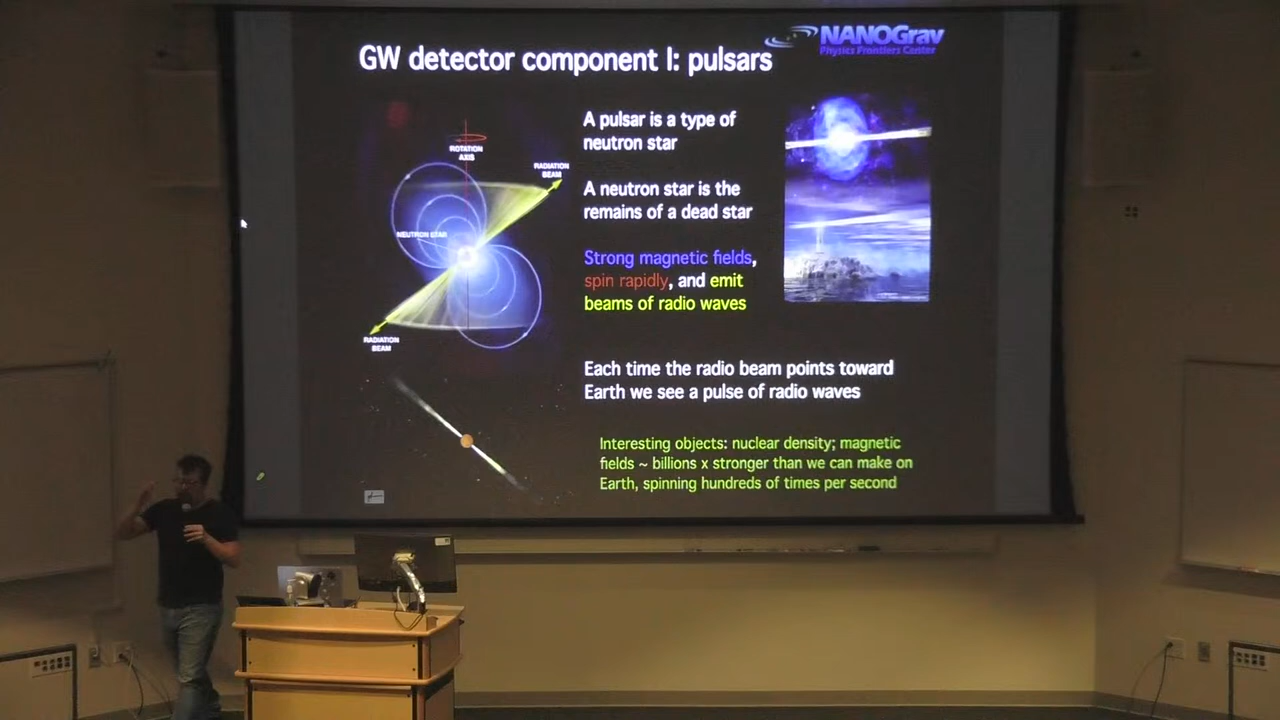 NANOGrav
Physics Frontiers Center
GW detector component I: pulsars
ROTATION
AXIS
RADIATION
BEAM
NEUTRON STAR
RADIATION
BEAM
A pulsar is a type of
neutron star
A neutron star is the
remains of a dead star
Strong magnetic fields,
spin rapidly, and emit
beams of radio waves
Each time the radio beam points toward
Earth we see a pulse of radio waves
Interesting objects: nuclear density; magnetic
fields ~ billions x stronger than we can make on
Earth, spinning hundreds of times per second